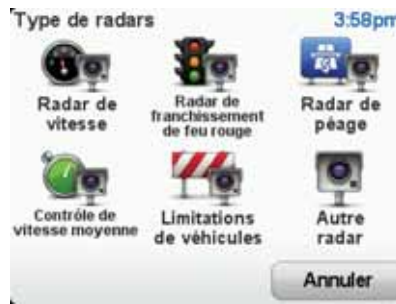 Type de radars
3:58pm
Radar de
vitesse
Radar de
franchissement
de feu rouge
Radar de
péage
Contrôle de
vitesse moyenne
Limitations
de véhicules
Autre
radar
Annuler